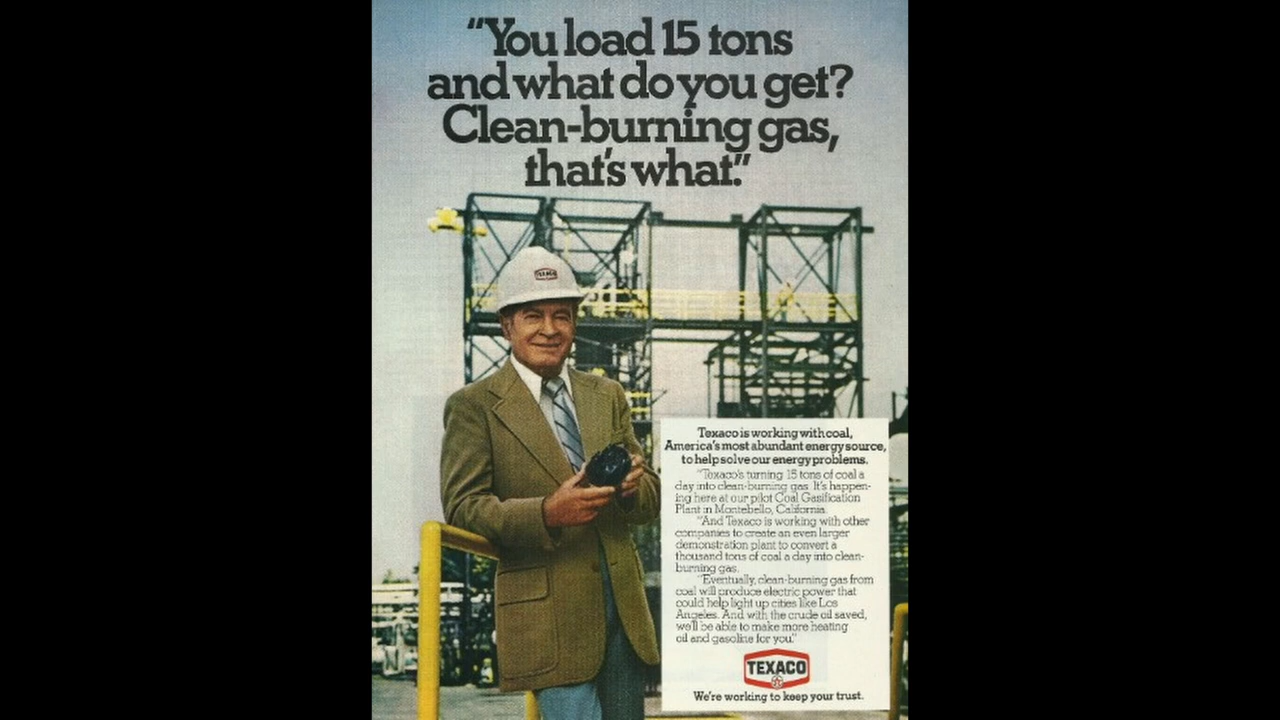 “You load 15 tons
and what do you get?
Clean-burning gas,
that’s what.”
TEXACO
Texaco is working with coal,
America’s most abundant energy source,
to help solve our energy problems.
“Texaco’s turning 15 tons of coal a
day into clean-burning gas. It’s happen-
ing here at our pilot Coal Gasification
Plant in Montebello, California.
“And Texaco is working with other
companies to create an even larger
demonstration plant to convert a
thousand tons of coal a day into clean-
burning gas.
“Eventually, clean-burning gas from
coal will produce electric power that
could help light up cities like Los
Angeles. And with the crude oil saved,
we’ll be able to make more heating
oil and gasoline for you.”
TEXACO
We’re working to keep your trust.